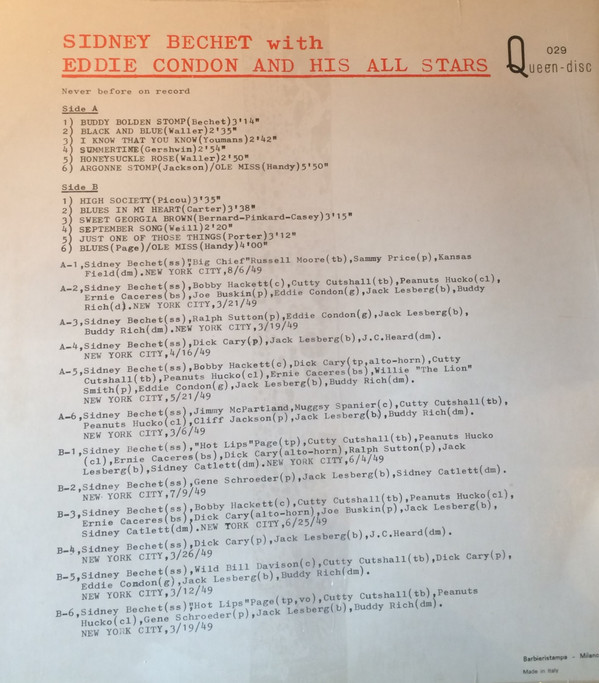 SIDNEY BECHET with
EDDIE CONDON AND HIS ALL STARS
Queen-disc
029
Never before on record
Side A
1) BUDDY BOLDEN STOMP(Bechet)3'14"
2) BLACK AND BLUE(Waller)2'35"
3) I KNOW THAT YOU KNOW(Youmans)2'42"
4) SUMMERTIME(Gershwin)2'54"
5) HONEYSUCKLE ROSE(Waller)2'50"
6) ARGONNE STOMP(Jackson)/OLE MISS(Handy)5'50"
Side B
1) HIGH SOCIETY(Picou)3'35"
2) BLUES IN MY HEART(Carter)3'38"
3) SWEET GEORGIA BROWN(Bernard-Pinkard-Casey)3'15"
4) SEPTEMBER SONG(Weill)2'20"
5) JUST ONE OF THOSE THINGS(Porter)3'12"
6) BLUES(Page)/OLE MISS(Handy)4'00"
A-1,Sidney Bechet(ss),"Big Chief"Russell Moore(tb),Sammy Price(p),Kansas
Field(dm).NEW YORK CITY,8/6/49
A-2,Sidney Bechet(ss),Bobby Hackett(c),Cutty Cutshall(tb),Peanuts Hucko(cl),
Ernie Caceres(bs),Joe Buskin(p),Eddie Condon(g),Jack Lesberg(b),Buddy
Rich(d).NEW YORK CITY,3/21/49
A-3,Sidney Bechet(ss),Ralph Sutton(p),Eddie Condon(g),Jack Lesberg(b),
Buddy Rich(dm).NEW YORK CITY,3/19/49
A-4,Sidney Bechet(ss),Dick Cary(p),Jack Lesberg(b),J.C.Heard(dm).
NEW YORK CITY,4/16/49
A-5,Sidney Bechet(ss),Bobby Hackett(c),Dick Cary(tp,alto-horn),Cutty
Cutshall(tb),Peanuts Hucko(cl),Ernie Caceres(bs),Willie "The Lion"
Smith(p),Eddie Condon(g),Jack Lesberg(b),Buddy Rich(dm).
NEW YORK CITY,5/21/49
A-6,Sidney Bechet(ss),Jimmy McPartland,Muggsy Spanier(c),Cutty Cutshall(tb),
Peanuts Hucko(cl),Cliff Jackson(p),Jack Lesberg(b),Buddy Rich(dm).
NEW YORK CITY,3/6/49
B-1,Sidney Bechet(ss),"Hot Lips"Page(tp),Cutty Cutshall(tb),Peanuts Hucko
(cl),Ernie Caceres(bs),Dick Cary(alto-horn),Ralph Sutton(p),Jack
Lesberg(b),Sidney Catlett(dm).NEW YORK CITY,6/4/49
B-2,Sidney Bechet(ss),Gene Schroeder(p),Jack Lesberg(b),Sidney Catlett(dm).
NEW YORK CITY,7/9/49
B-3,Sidney Bechet(ss),Bobby Hackett(c),Cutty Cutshall(tb),Peanuts Hucko(cl),
Ernie Caceres(bs),Dick Cary(alto-horn),Joe Buskin(p),Jack Lesberg(b),
Sidney Catlett(dm).NEW YORK CITY,6/25/49
B-4,Sidney Bechet(ss),Dick Cary(p),Jack Lesberg(b),J.C.Heard(dm).
NEW YORK CITY,3/26/49
B-5,Sidney Bechet(ss),Wild Bill Davison(c),Cutty Cutshall(tb),Dick Cary(p),
Eddie Condon(g),Jack Lesberg(b),Buddy Rich(dm).
NEW YORK CITY,3/12/49
B-6,Sidney Bechet(ss),"Hot Lips"Page(tp,vo),Cutty Cutshall(tb),Peanuts
Hucko(cl),Gene Schroeder(p),Jack Lesberg(b),Buddy Rich(dm).
NEW YORK CITY,3/19/49
Barbieristampa - Milano
Made in Italy